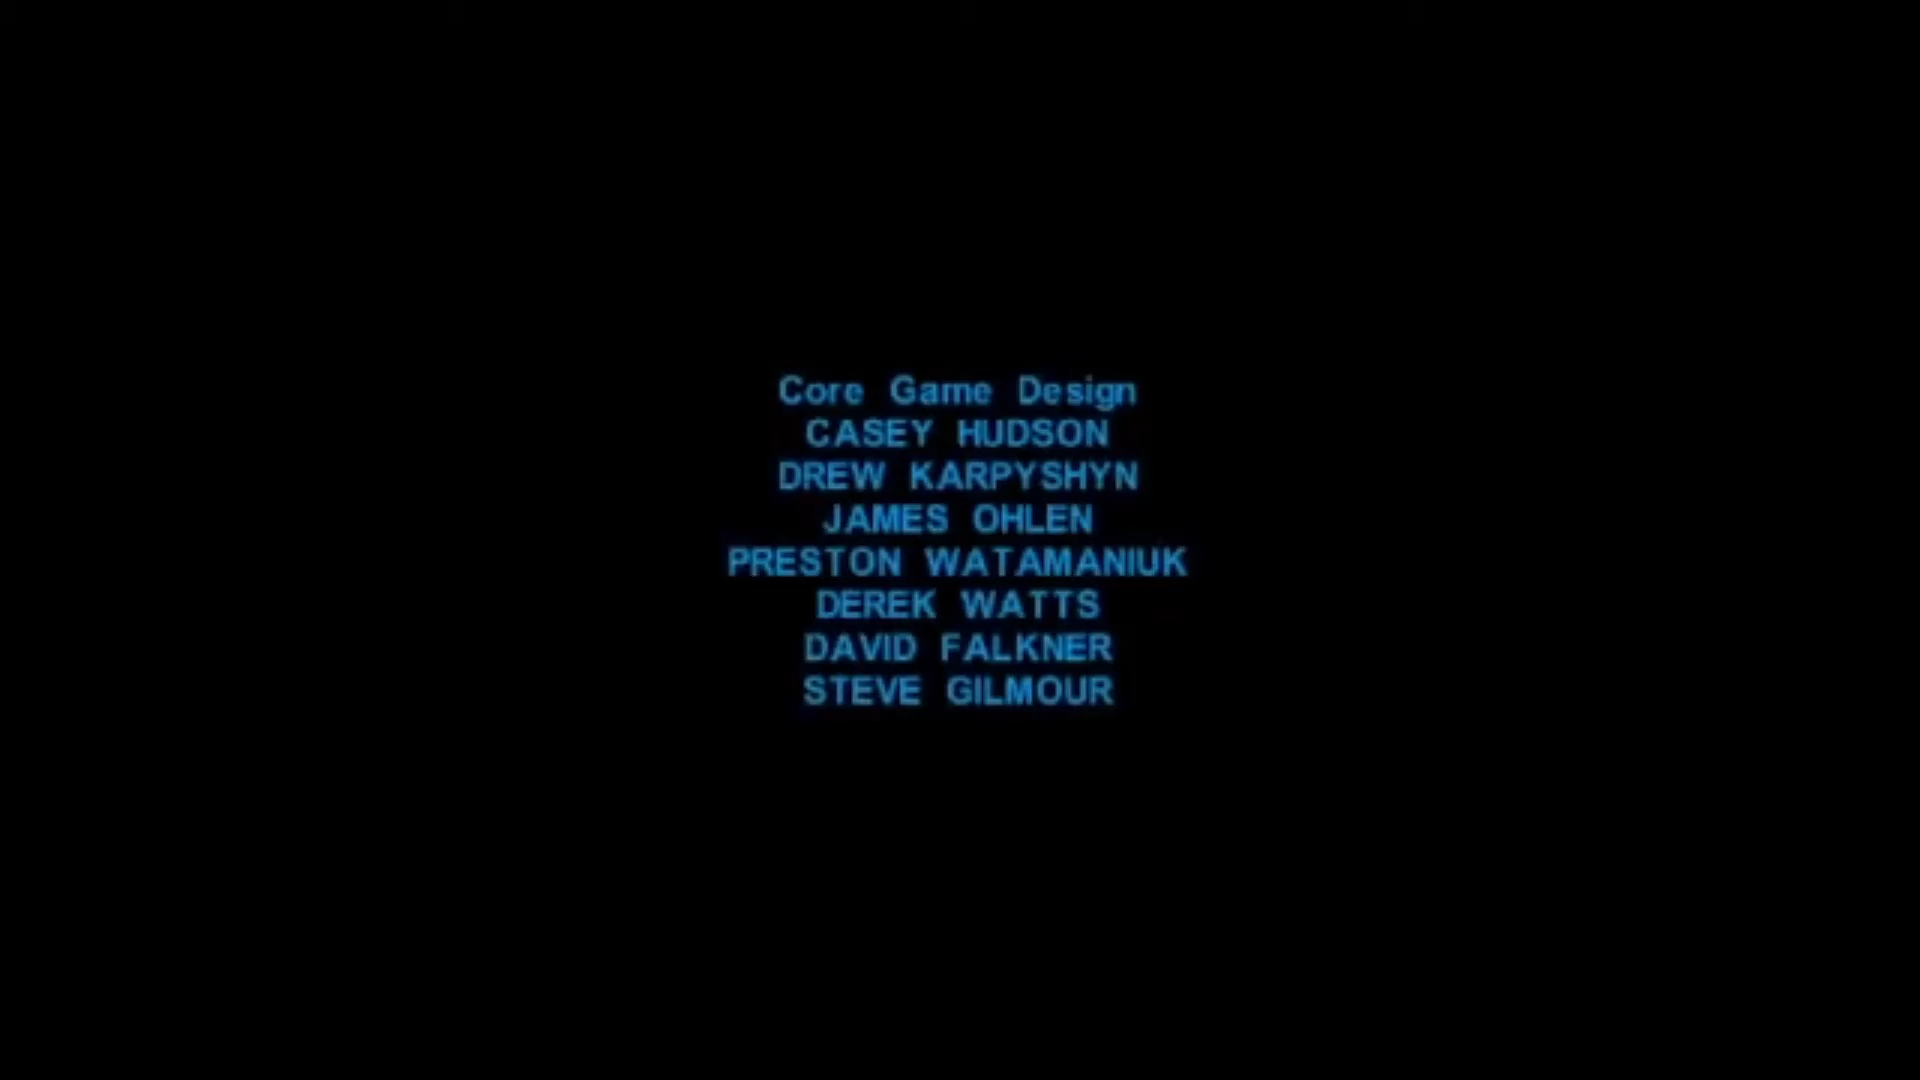 Core Game Design
CASEY HUDSON
DREW KARPYSHYN
JAMES OHLEN
PRESTON WATAMANIUK
DEREK WATTS
DAVID FALKNER
STEVE GILMOUR